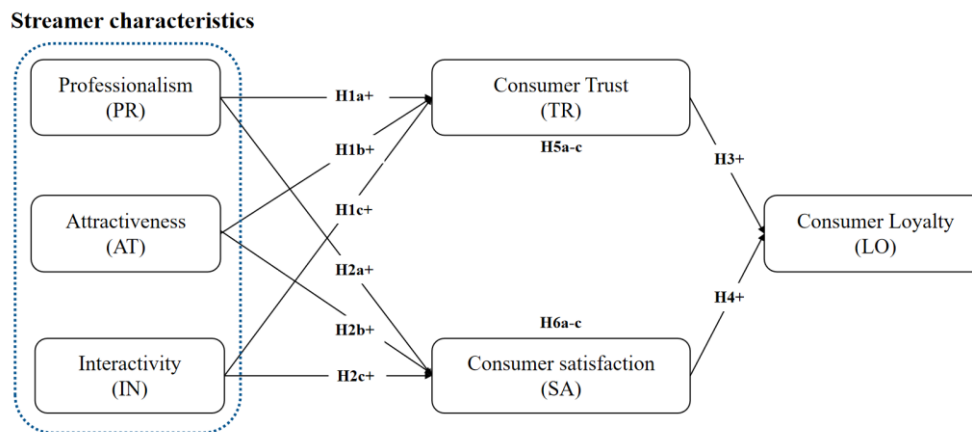 Streamer characteristics
Professionalism
(PR)
Attractiveness
(AT)
Interactivity
(IN)
H1a+
H1b+
H1c+
H2a+
H2b+
H2c+
Consumer Trust
(TR)
H5a-c
H6a-c
Consumer satisfaction
(SA)
H3+
H4+
Consumer Loyalty
(LO)